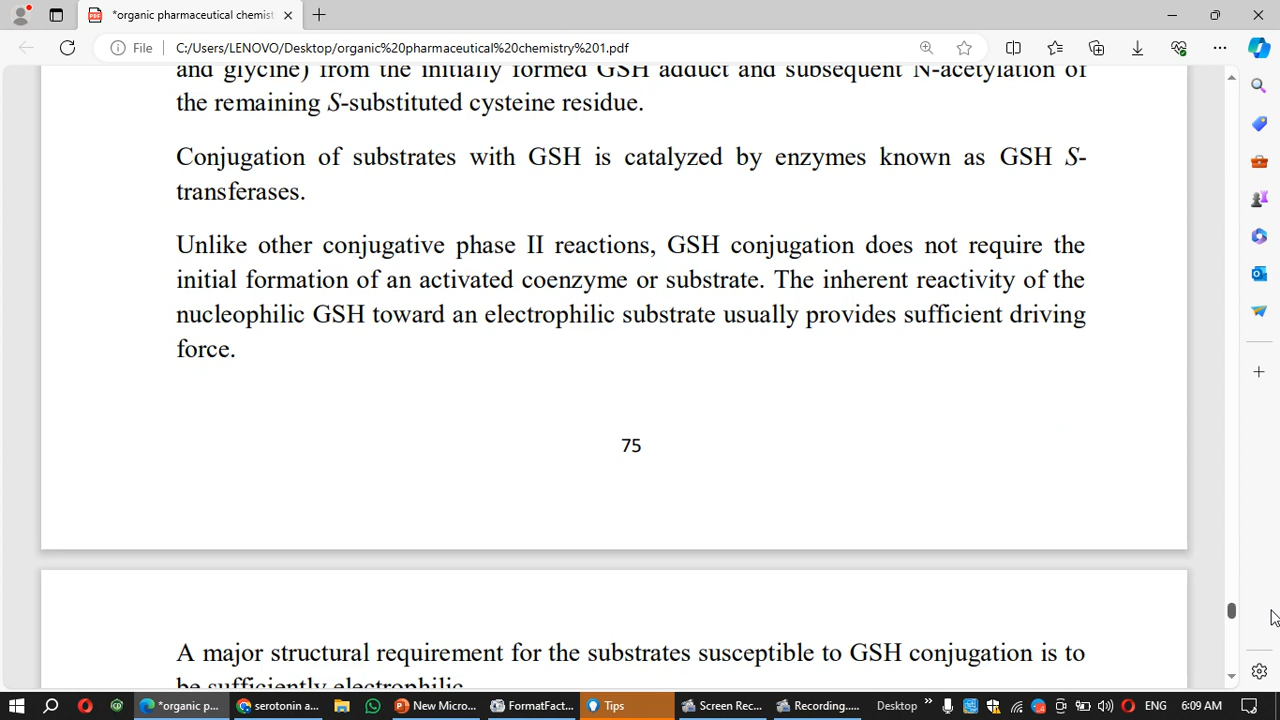 *organic pharmaceutical chemist
File
C:/Users/LENOVO/Desktop/organic%20pharmaceutical%20chemistry%201.pdf
and glycine) from the initially formed GSH adduct and subsequent N-acetylation of
the remaining S-substituted cysteine residue.
Conjugation of substrates with GSH is catalyzed by enzymes known as GSH S-
transferases.
Unlike other conjugative phase II reactions, GSH conjugation does not require the
initial formation of an activated coenzyme or substrate. The inherent reactivity of the
nucleophilic GSH toward an electrophilic substrate usually provides sufficient driving
force.
75
A major structural requirement for the substrates susceptible to GSH conjugation is to
be sufficiently electrophilic.
*organic p...
serotonin a...
New Micro...
FormatFact...
Tips
Screen Rec...
Recording....
Desktop
ENG
6:09 AM